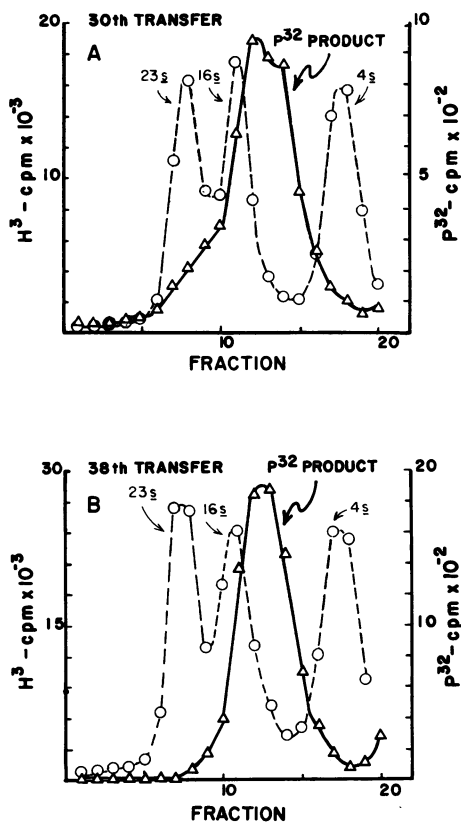 30th TRANSFER
A
P³² PRODUCT
23s
16s
4s
20
10
H³-cpm x 10⁻³
10
5
P³²-cpm x 10⁻²
10
20
FRACTION
38th TRANSFER
B
P³² PRODUCT
23s
16s
4s
30
15
H³-cpm x 10⁻³
20
10
0
P³²-cpm x 10⁻²
10
20
FRACTION